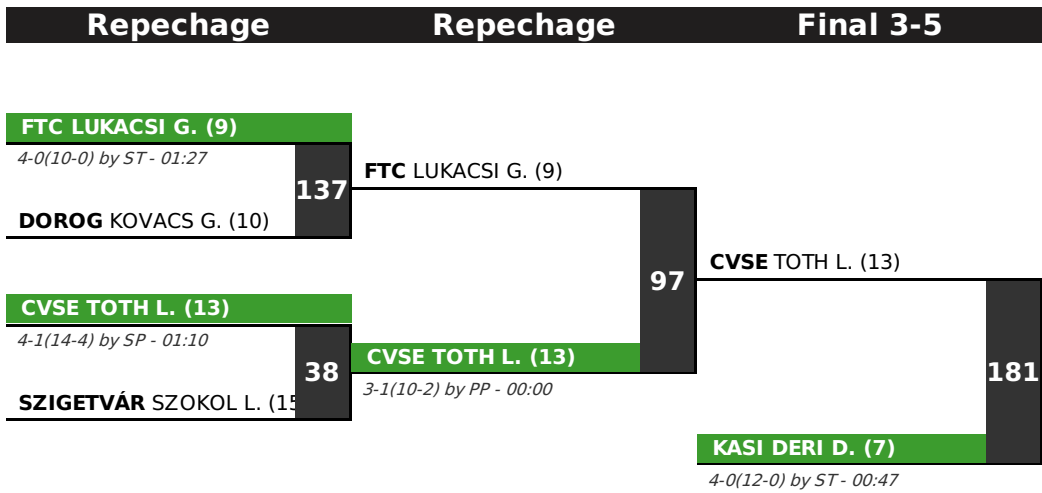 Repechage Repechage Final 3-5
FTC LUKACSI G. (9)
4-0(10-0) by ST - 01:27
137
DOROG KOVACS G. (10)
CVSE TOTH L. (13)
4-1(14-4) by SP - 01:10
38
SZIGETVÁR SZOKOL L. (15
FTC LUKACSI G. (9)
97
CVSE TOTH L. (13)
3-1(10-2) by PP - 00:00
CVSE TOTH L. (13)
181
KASI DERI D. (7)
4-0(12-0) by ST - 00:47